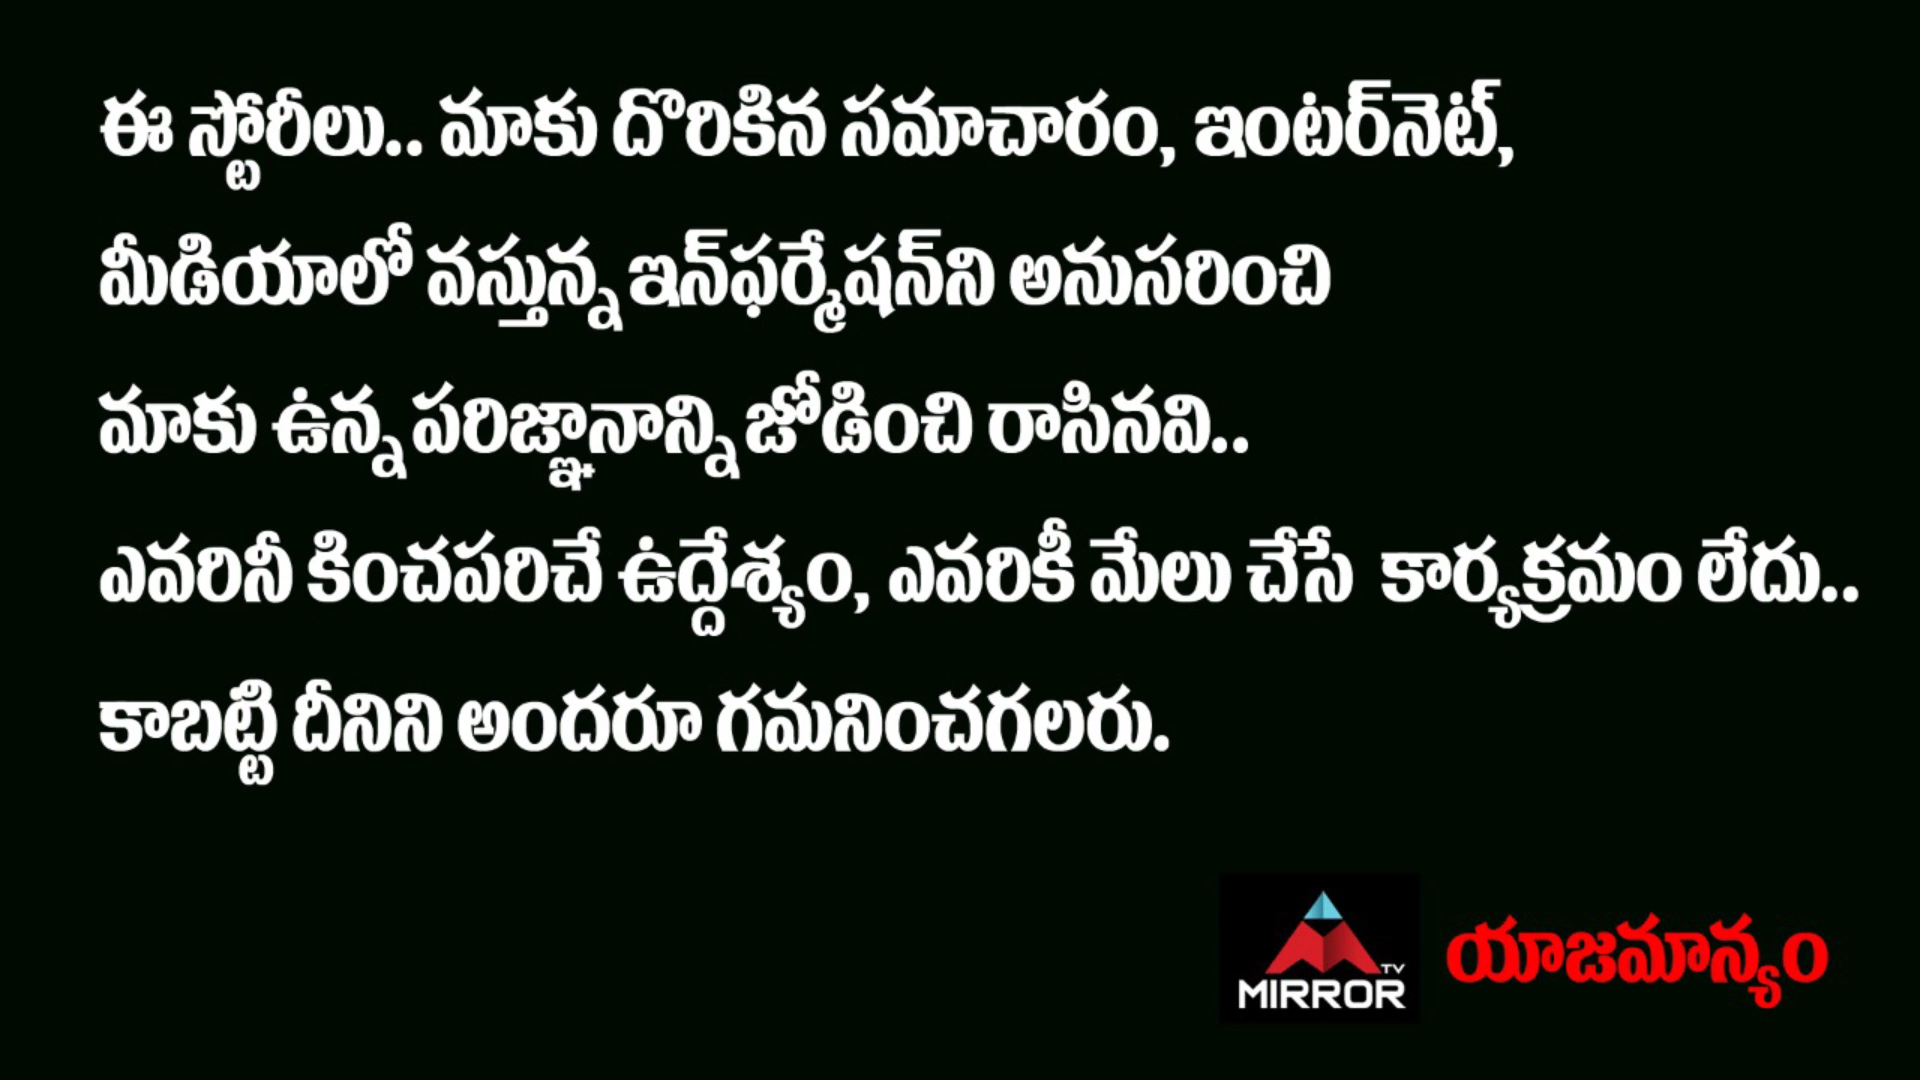 ఈ స్టోరీలు.. మాకు దొరికిన సమాచారం, ఇంటర్‌నెట్,
మీడియాలో వస్తున్న ఇన్‌ఫర్మేషన్‌ని అనుసరించి
మాకు ఉన్న పరిజ్ఞానాన్ని జోడించి రాసినవి..
ఎవరినీ కించపరిచే ఉద్దేశ్యం, ఎవరికీ మేలు చేసే కార్యక్రమం లేదు..
కాబట్టి దీనిని అందరూ గమనించగలరు.
TV
MIRROR
యాజమాన్యం